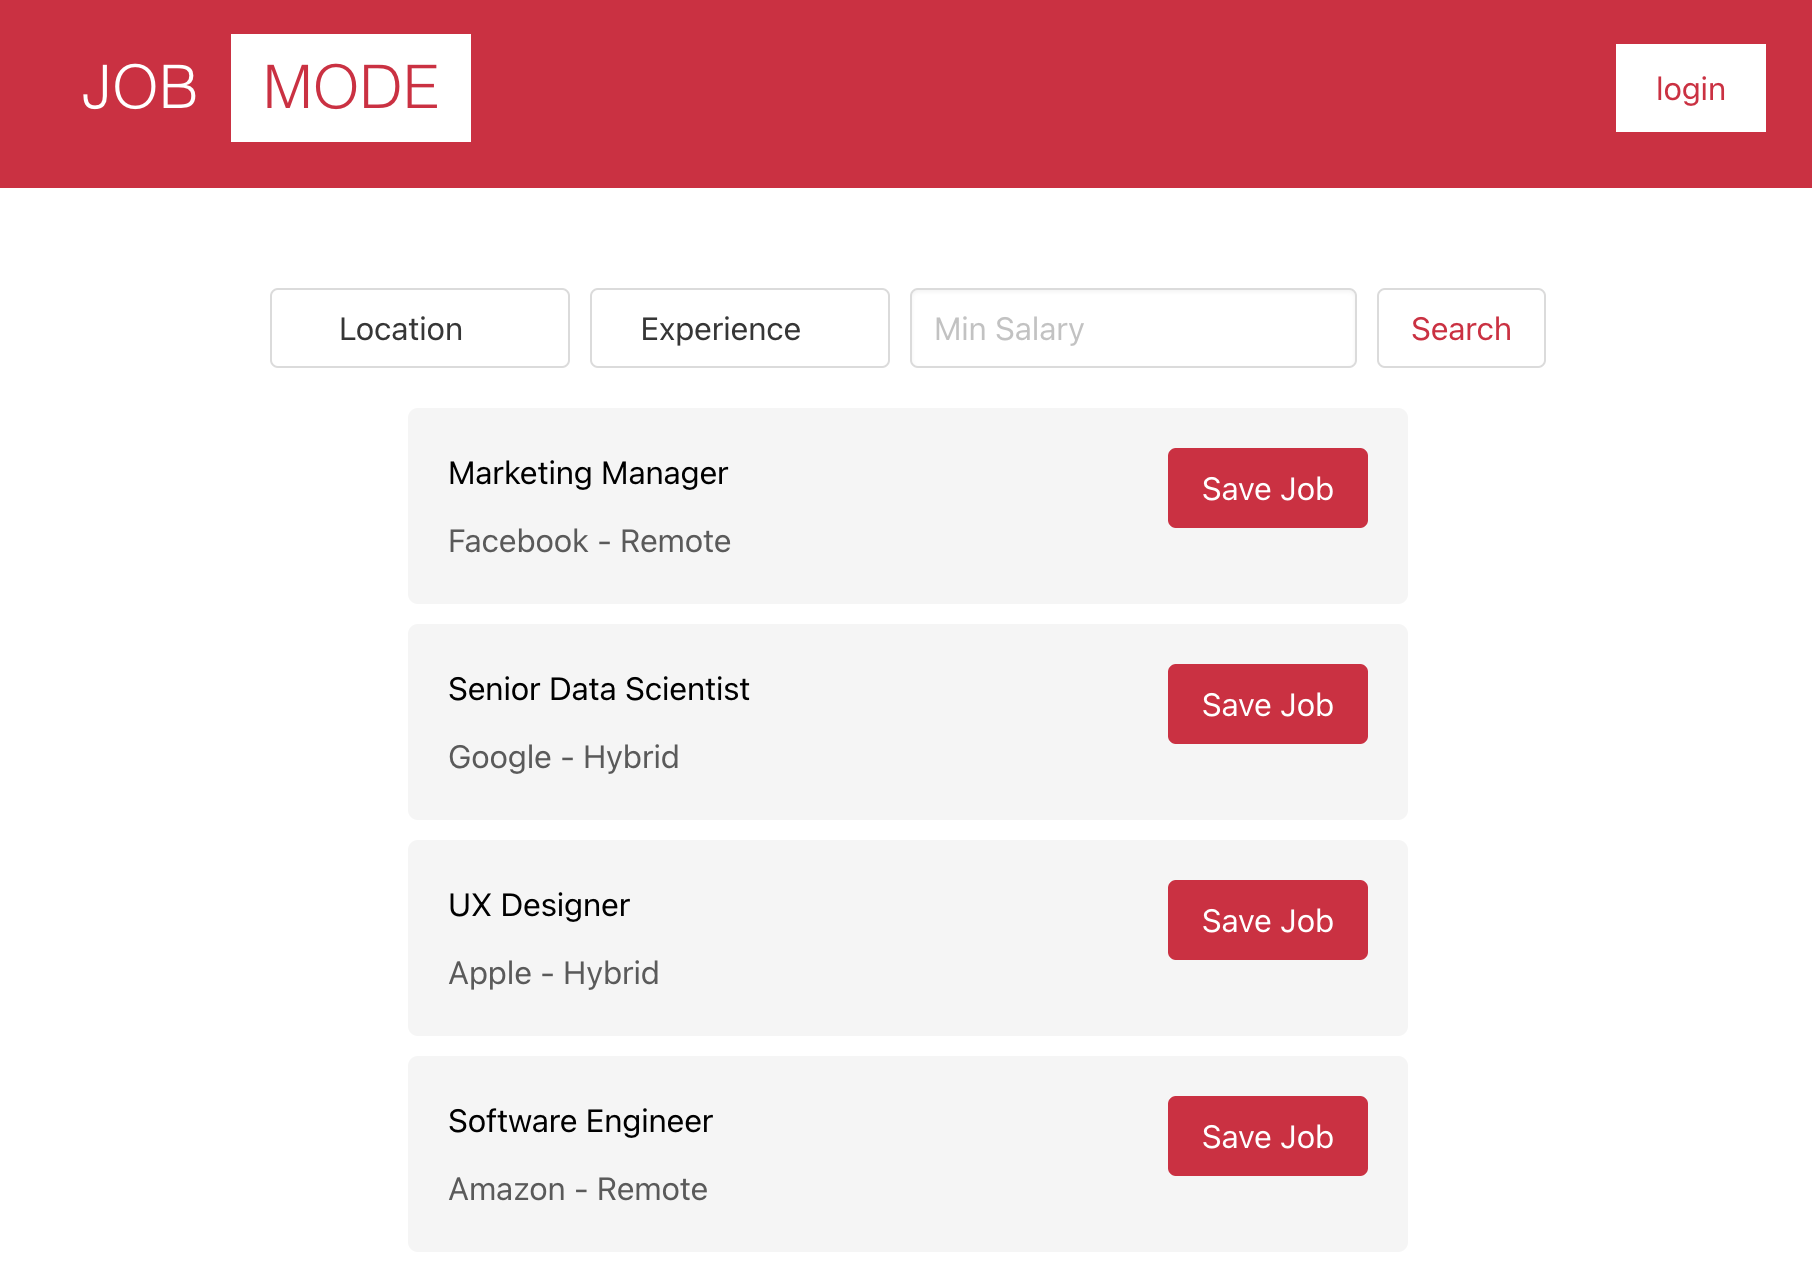 JOB MODE
login
Location
Experience
Min Salary
Search
Marketing Manager
Save Job
Facebook - Remote
Senior Data Scientist
Save Job
Google - Hybrid
UX Designer
Save Job
Apple - Hybrid
Software Engineer
Save Job
Amazon - Remote